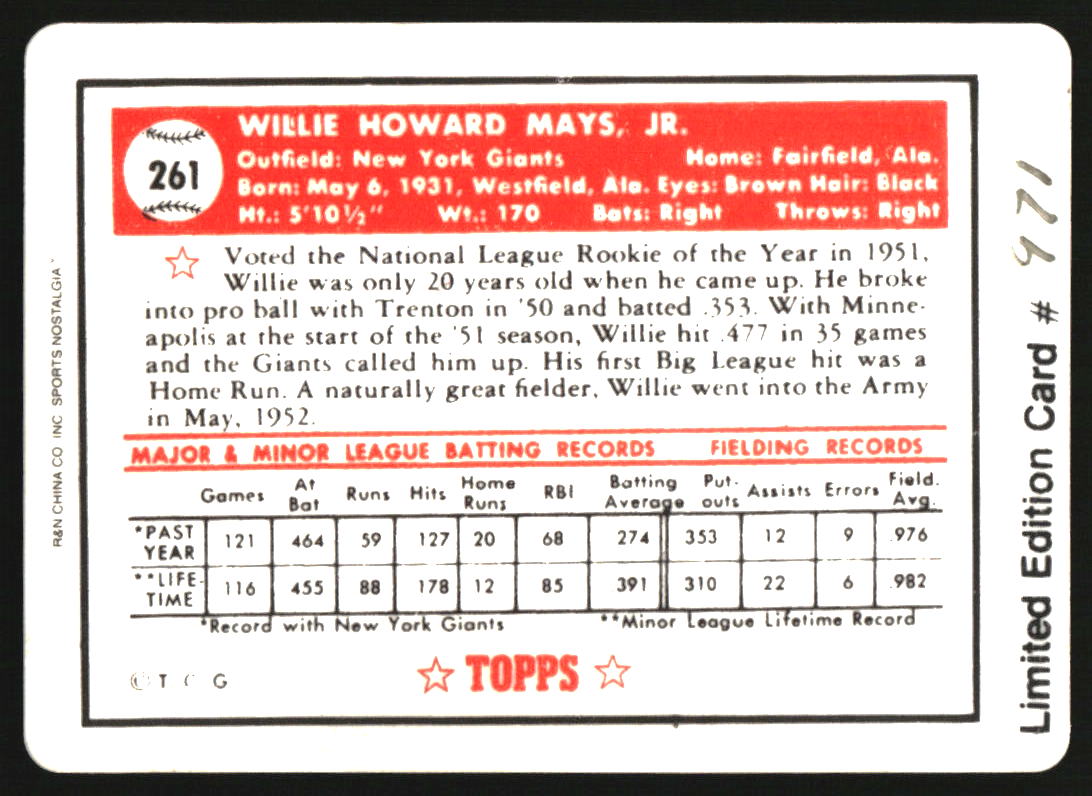 261
WILLIE HOWARD MAYS, JR.
Outfield: New York Giants Home: Fairfield, Ala.
Born: May 6, 1931, Westfield, Ala. Eyes: Brown Hair: Black
Ht.: 5'10½" Wt.: 170 Bats: Right Throws: Right
Voted the National League Rookie of the Year in 1951,
Willie was only 20 years old when he came up. He broke
into pro ball with Trenton in '50 and batted .353. With Minne-
apolis at the start of the '51 season, Willie hit .477 in 35 games
and the Giants called him up. His first Big League hit was a
Home Run. A naturally great fielder, Willie went into the Army
in May, 1952.
MAJOR & MINOR LEAGUE BATTING RECORDS FIELDING RECORDS
Games At Bat Runs Hits Home Runs RBI Batting Average Put-outs Assists Errors Field. Avg.
*PAST YEAR 121 464 59 127 20 68 274 353 12 9 .976
**LIFE-TIME 116 455 88 178 12 85 391 310 22 6 .982
*Record with New York Giants **Minor League Lifetime Record
TOPPS
©T C G
R&N CHINA CO INC SPORTS NOSTALGIA
Limited Edition Card # 971